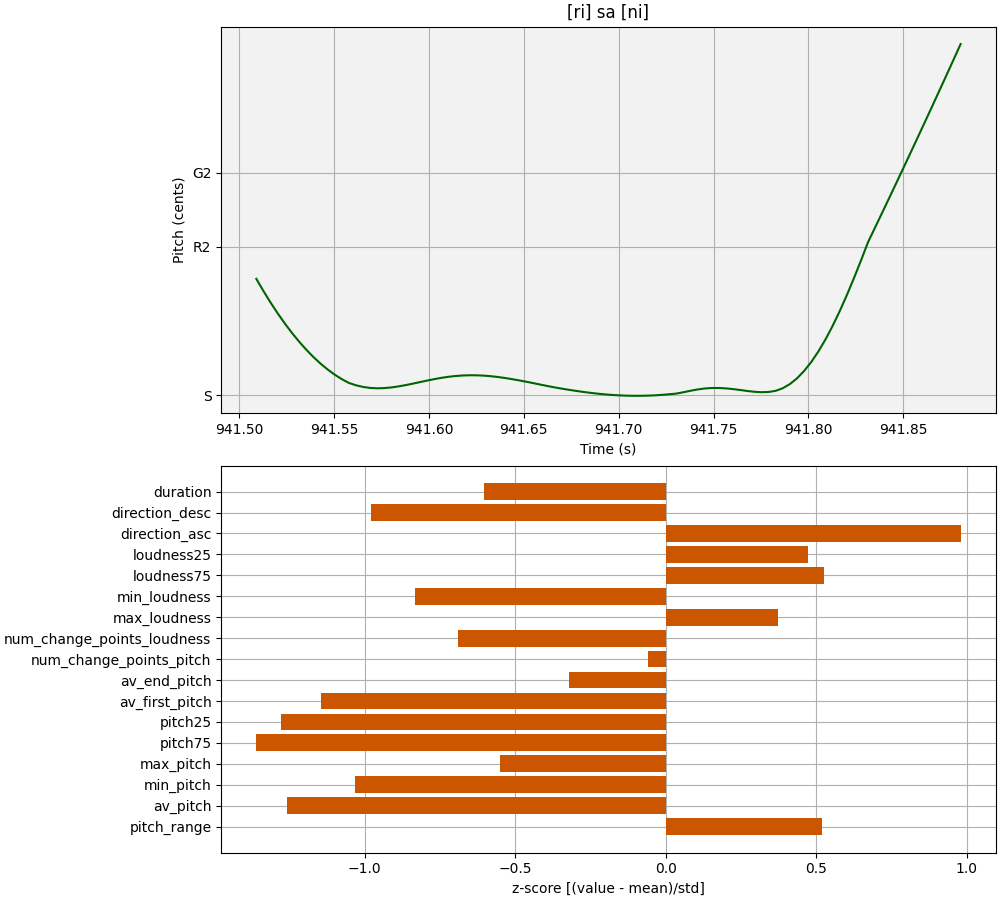 [ri] sa [ni]
Pitch (cents)
G2
R2
S
941.50 941.55 941.60 941.65 941.70 941.75 941.80 941.85
Time (s)
duration
direction_desc
direction_asc
loudness25
loudness75
min_loudness
max_loudness
num_change_points_loudness
num_change_points_pitch
av_end_pitch
av_first_pitch
pitch25
pitch75
max_pitch
min_pitch
av_pitch
pitch_range
−1.0 −0.5 0.0 0.5 1.0
z-score [(value - mean)/std]